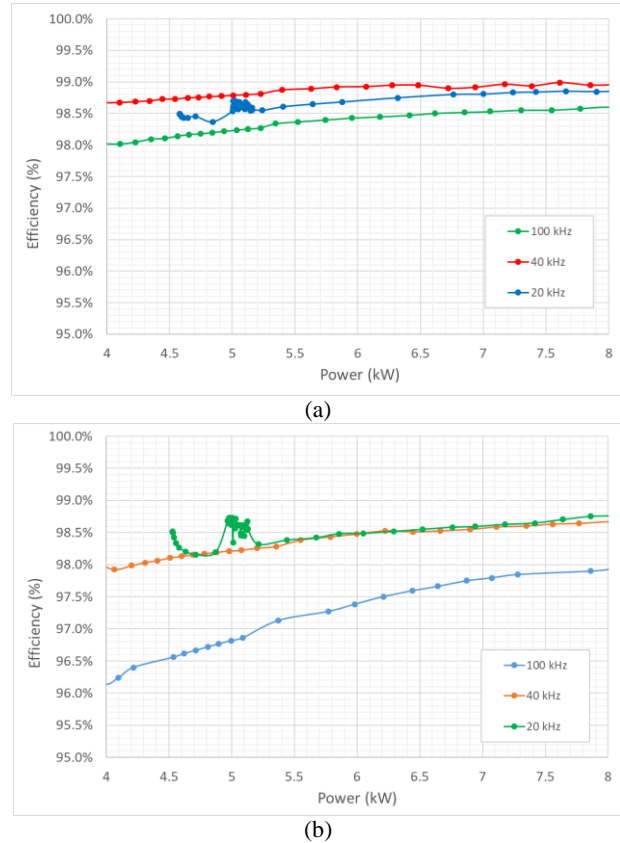 100.0%
99.5%
99.0%
98.5%
98.0%
97.5%
97.0%
96.5%
96.0%
95.5%
95.0%
Efficiency (%)
100 kHz
40 kHz
20 kHz
4 4.5 5 5.5 6 6.5 7 7.5 8
Power (kW)
(a)
100.0%
99.5%
99.0%
98.5%
98.0%
97.5%
97.0%
96.5%
96.0%
95.5%
95.0%
Efficiency (%)
100 kHz
40 kHz
20 kHz
4 4.5 5 5.5 6 6.5 7 7.5 8
Power (kW)
(b)